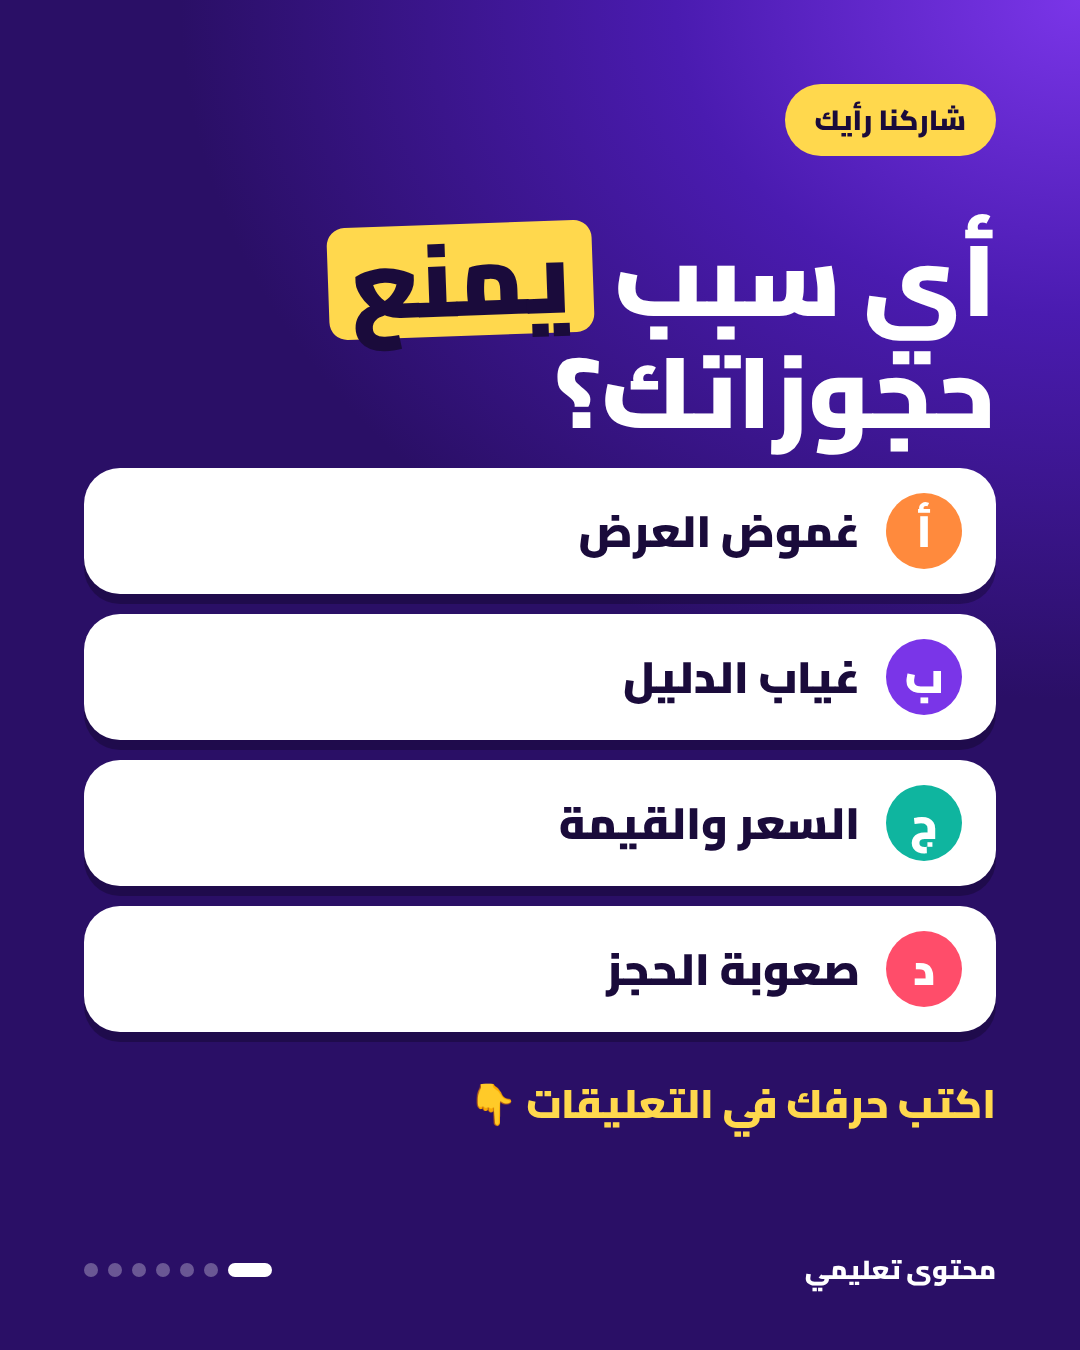 شاركنا رأيك
أي سبب يمنع
حجوزاتك؟
أ غموض العرض
ب غياب الدليل
ج السعر والقيمة
د صعوبة الحجز
اكتب حرفك في التعليقات 👇
محتوى تعليمي